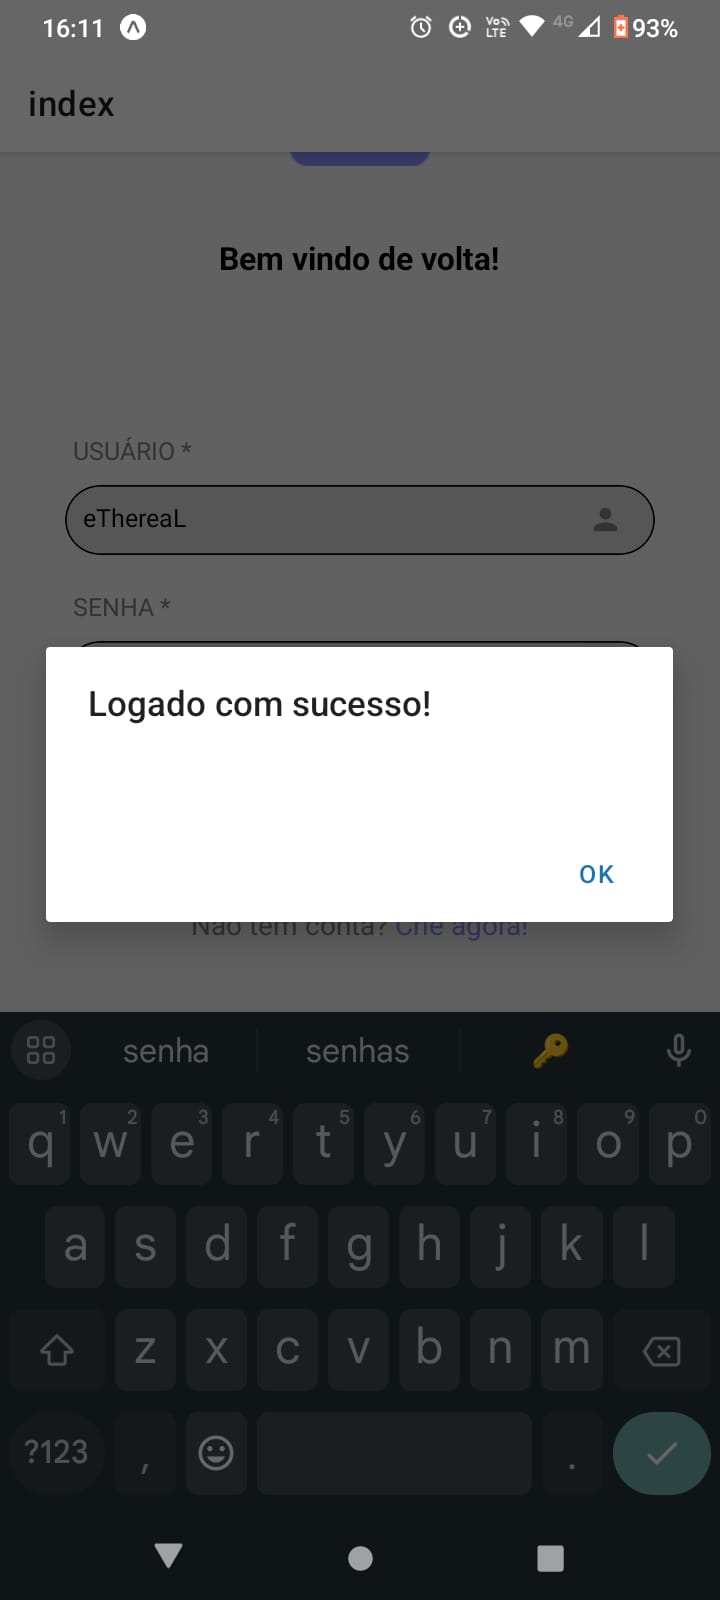 16:11 Vo LTE 4G 93%
index
Bem vindo de volta!
USUÁRIO *
eThereaL
SENHA *
Logado com sucesso!
OK
Não tem conta? Crie agora!
senha senhas
q1 w2 e3 r4 t5 y6 u7 i8 o9 p0
a s d f g h j k l
z x c v b n m
?123 , .